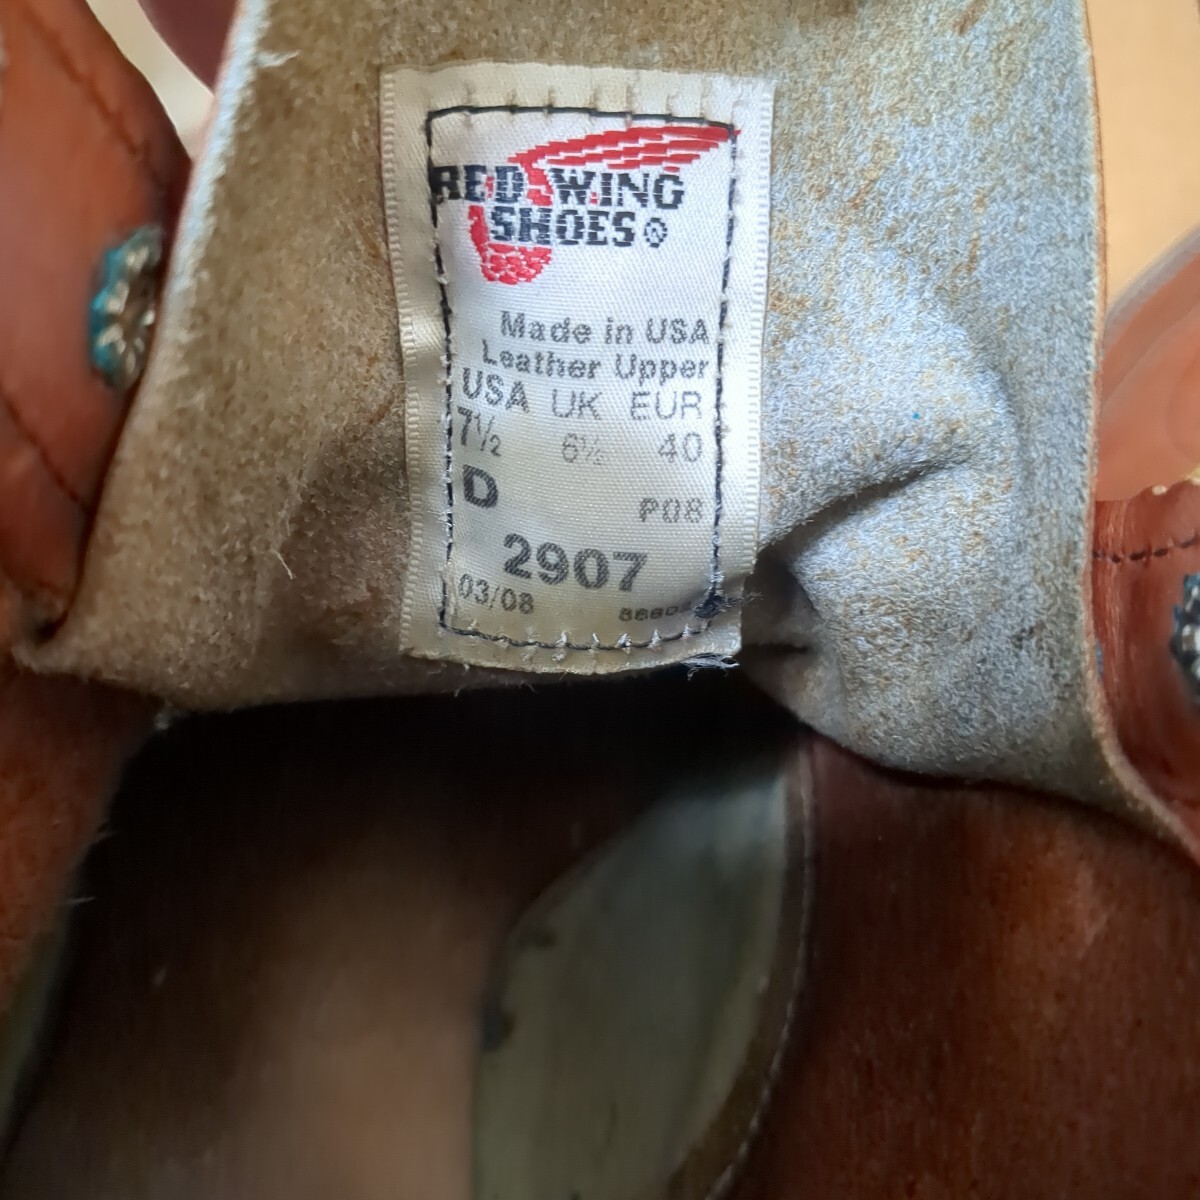 RED WING
SHOES®
Made in USA
Leather Upper
USA UK EUR
7½ 6½ 40
D P08
2907
03/08